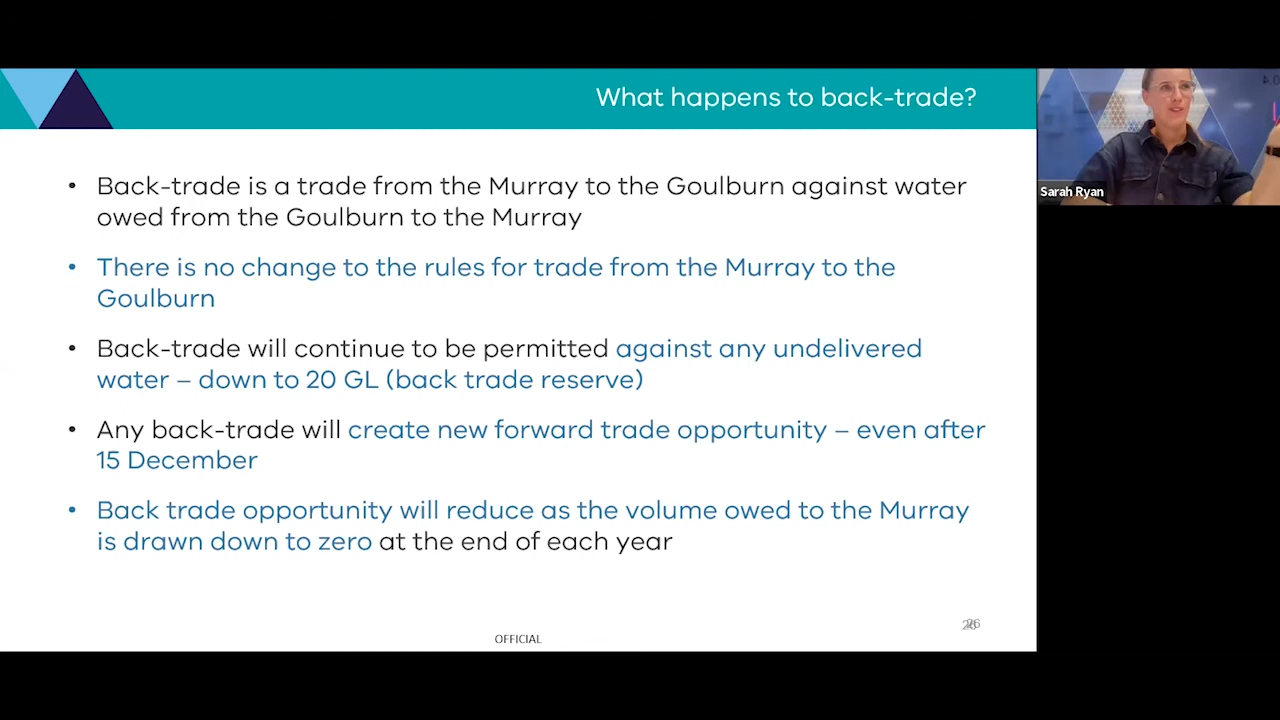 What happens to back-trade?
• Back-trade is a trade from the Murray to the Goulburn against water
owed from the Goulburn to the Murray
• There is no change to the rules for trade from the Murray to the
Goulburn
• Back-trade will continue to be permitted against any undelivered
water – down to 20 GL (back trade reserve)
• Any back-trade will create new forward trade opportunity – even after
15 December
• Back trade opportunity will reduce as the volume owed to the Murray
is drawn down to zero at the end of each year
OFFICIAL
26
Sarah Ryan